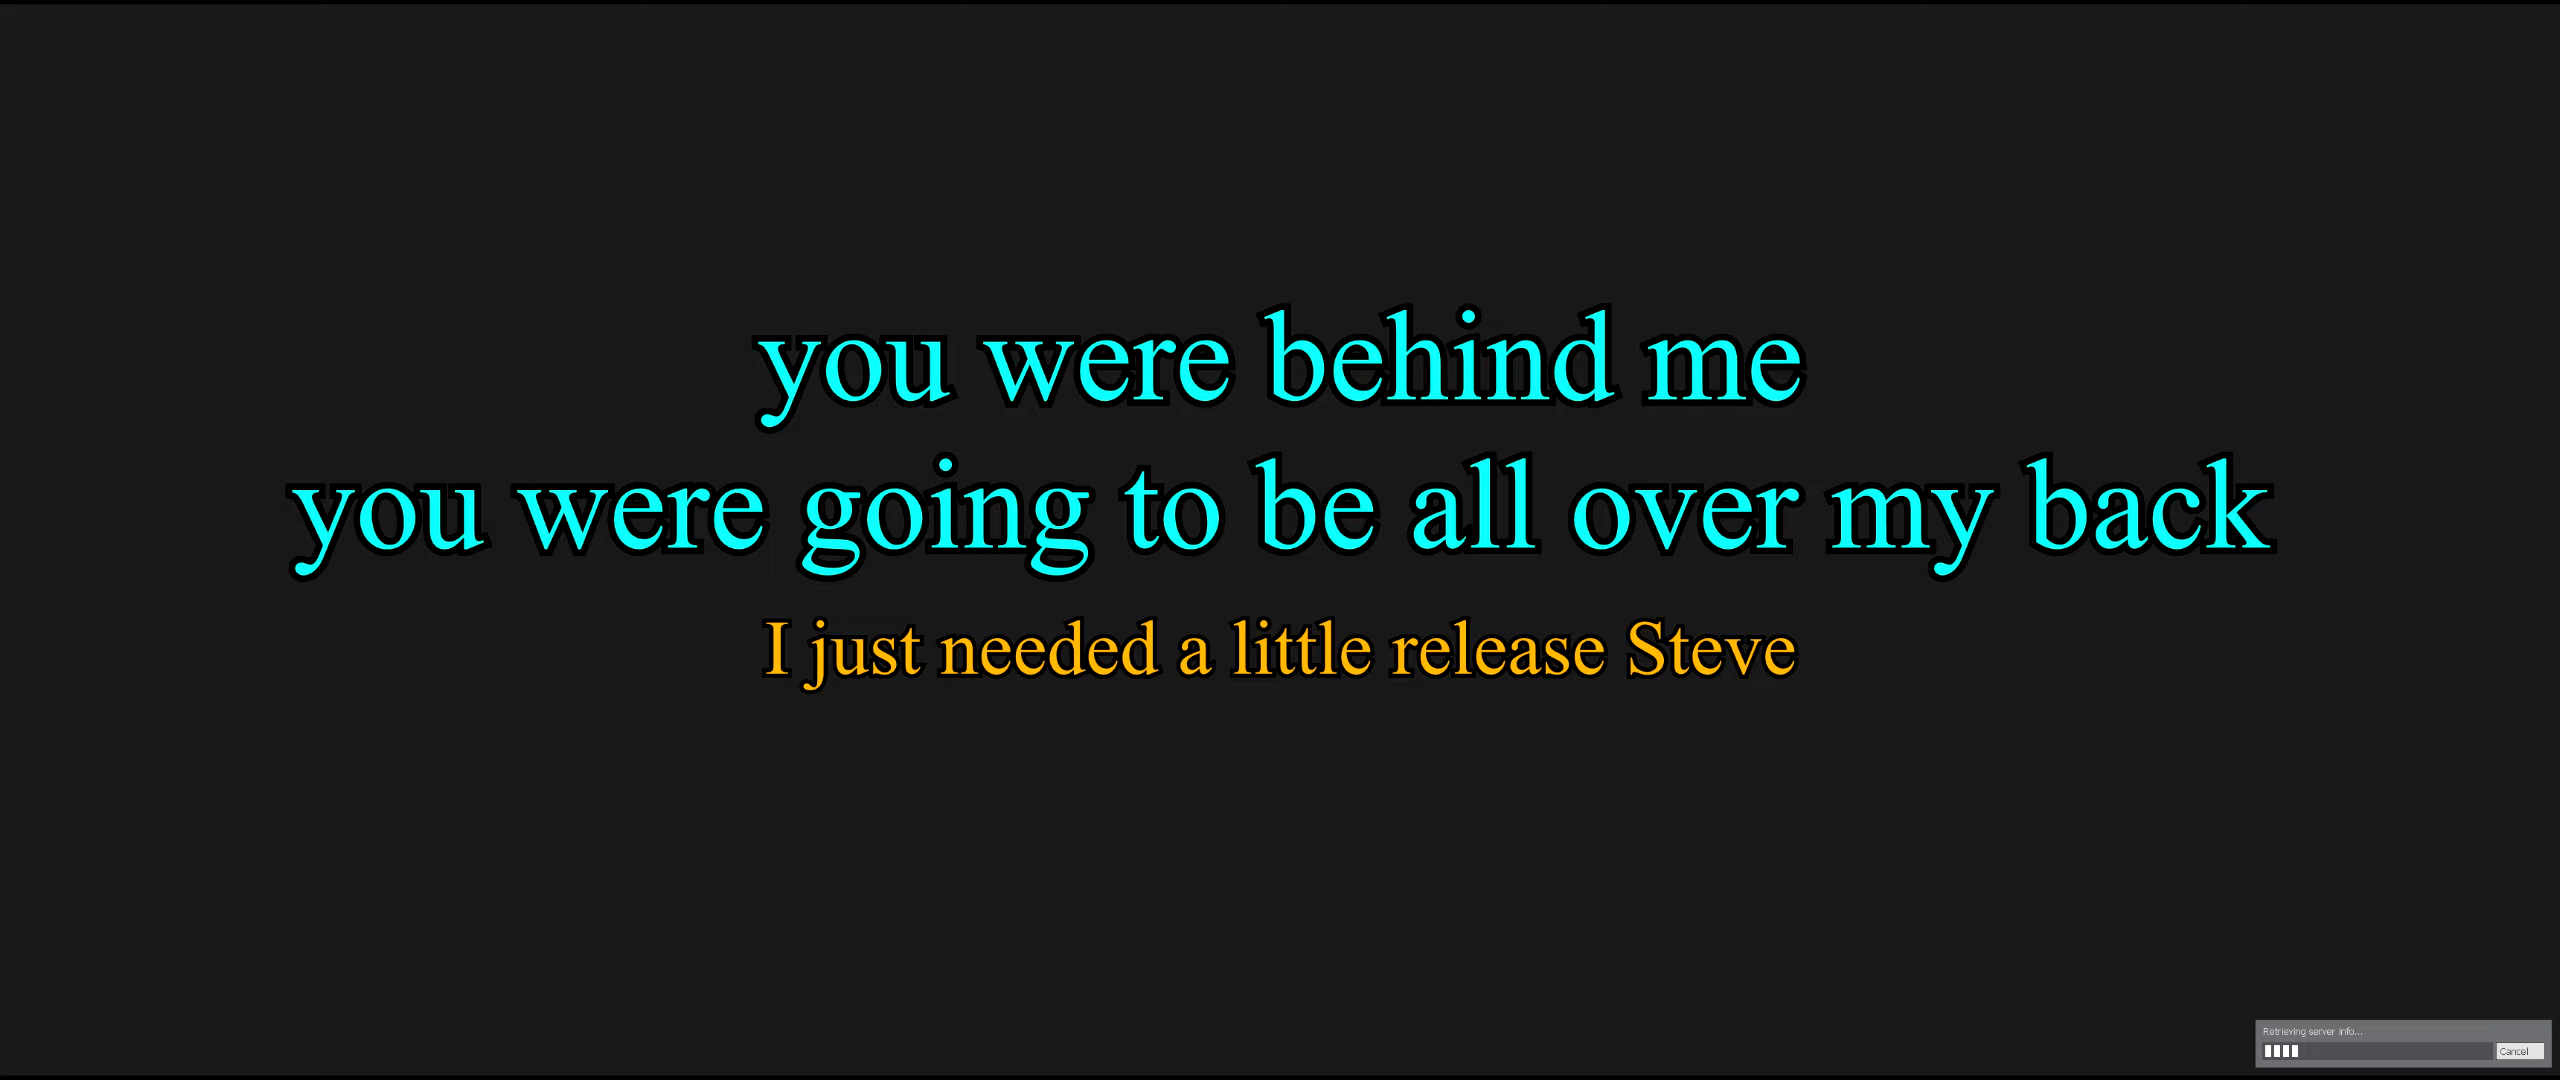 you were behind me
you were going to be all over my back
I just needed a little release Steve
Retrieving server info...
Cancel